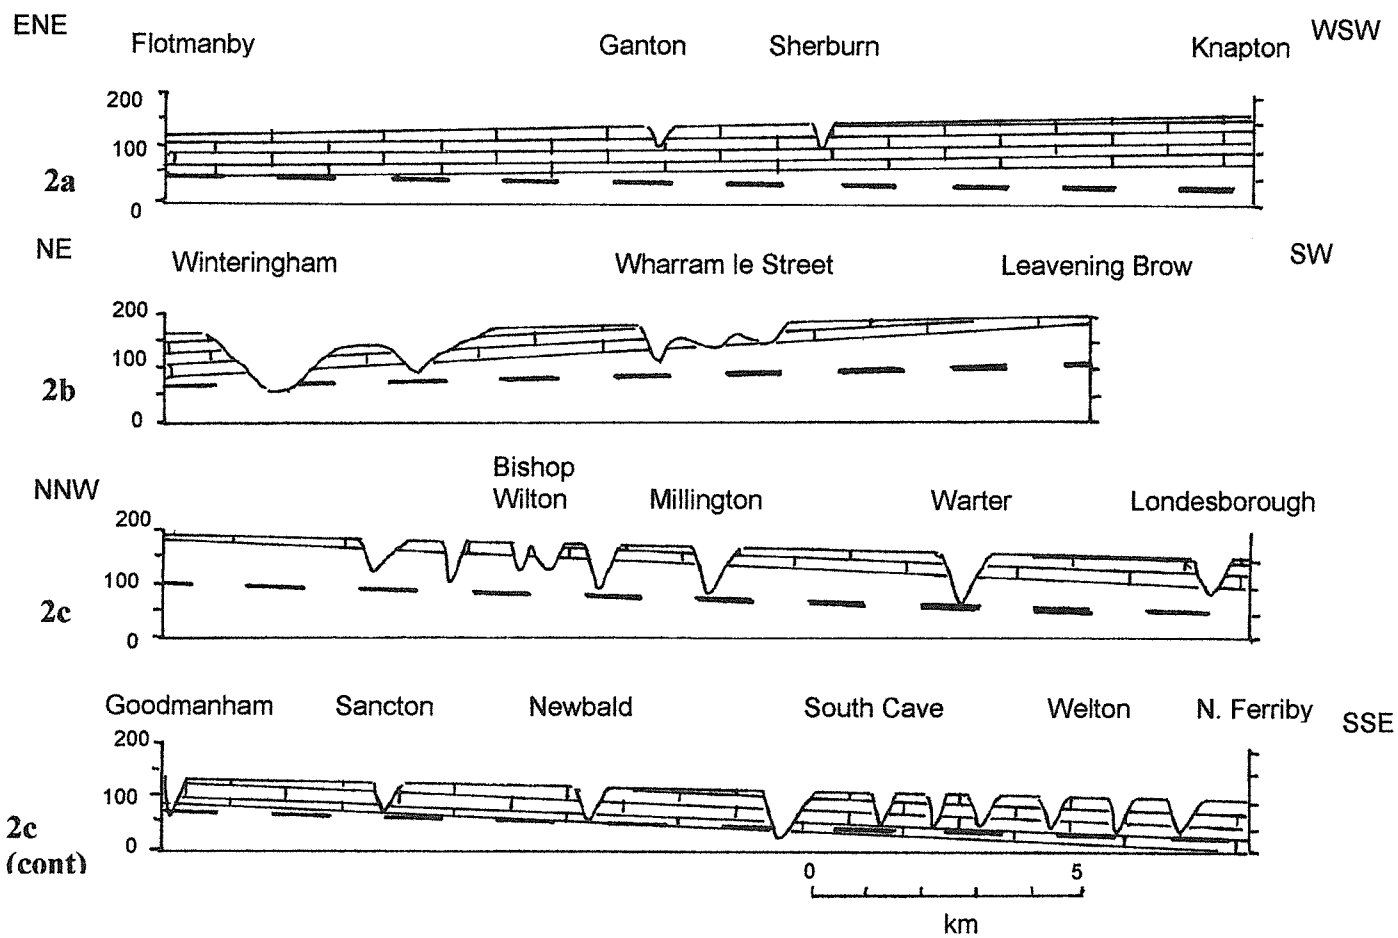 ENE
WSW
Flotmanby Ganton Sherburn Knapton
200
100
2a
0
NE
SW
Winteringham Wharram le Street Leavening Brow
200
100
2b
0
NNW
Bishop
Wilton Millington Warter Londesborough
200
100
2c
0
Goodmanham Sancton Newbald South Cave Welton N. Ferriby
SSE
200
100
2c
0
(cont)
0 5
km